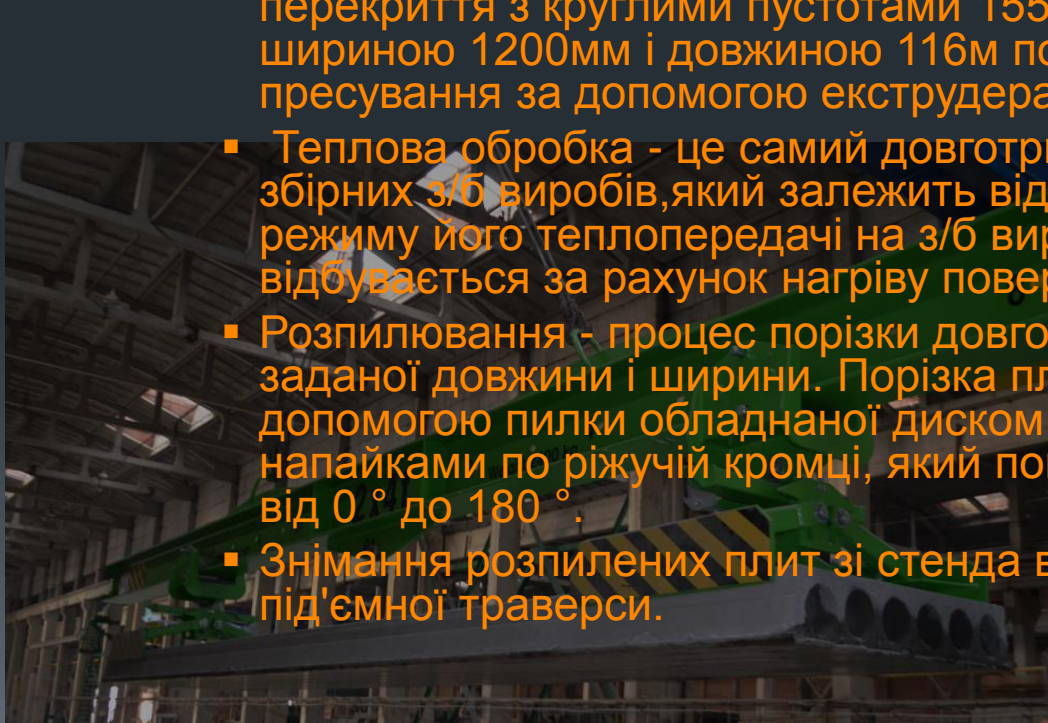 перекриття з круглими пустотами 155
шириною 1200мм і довжиною 116м по
пресування за допомогою екструдера
▪ Теплова обробка - це самий довготри
збірних з/б виробів,який залежить від
режиму його теплопередачі на з/б вир
відбувається за рахунок нагріву повер
▪ Розпилювання - процес порізки довго
заданої довжини і ширини. Порізка пл
допомогою пилки обладнаної диском
напайками по ріжучій кромці, який пов
від 0 ° до 180 °.
▪ Знімання розпилених плит зі стенда в
під'ємної траверси.